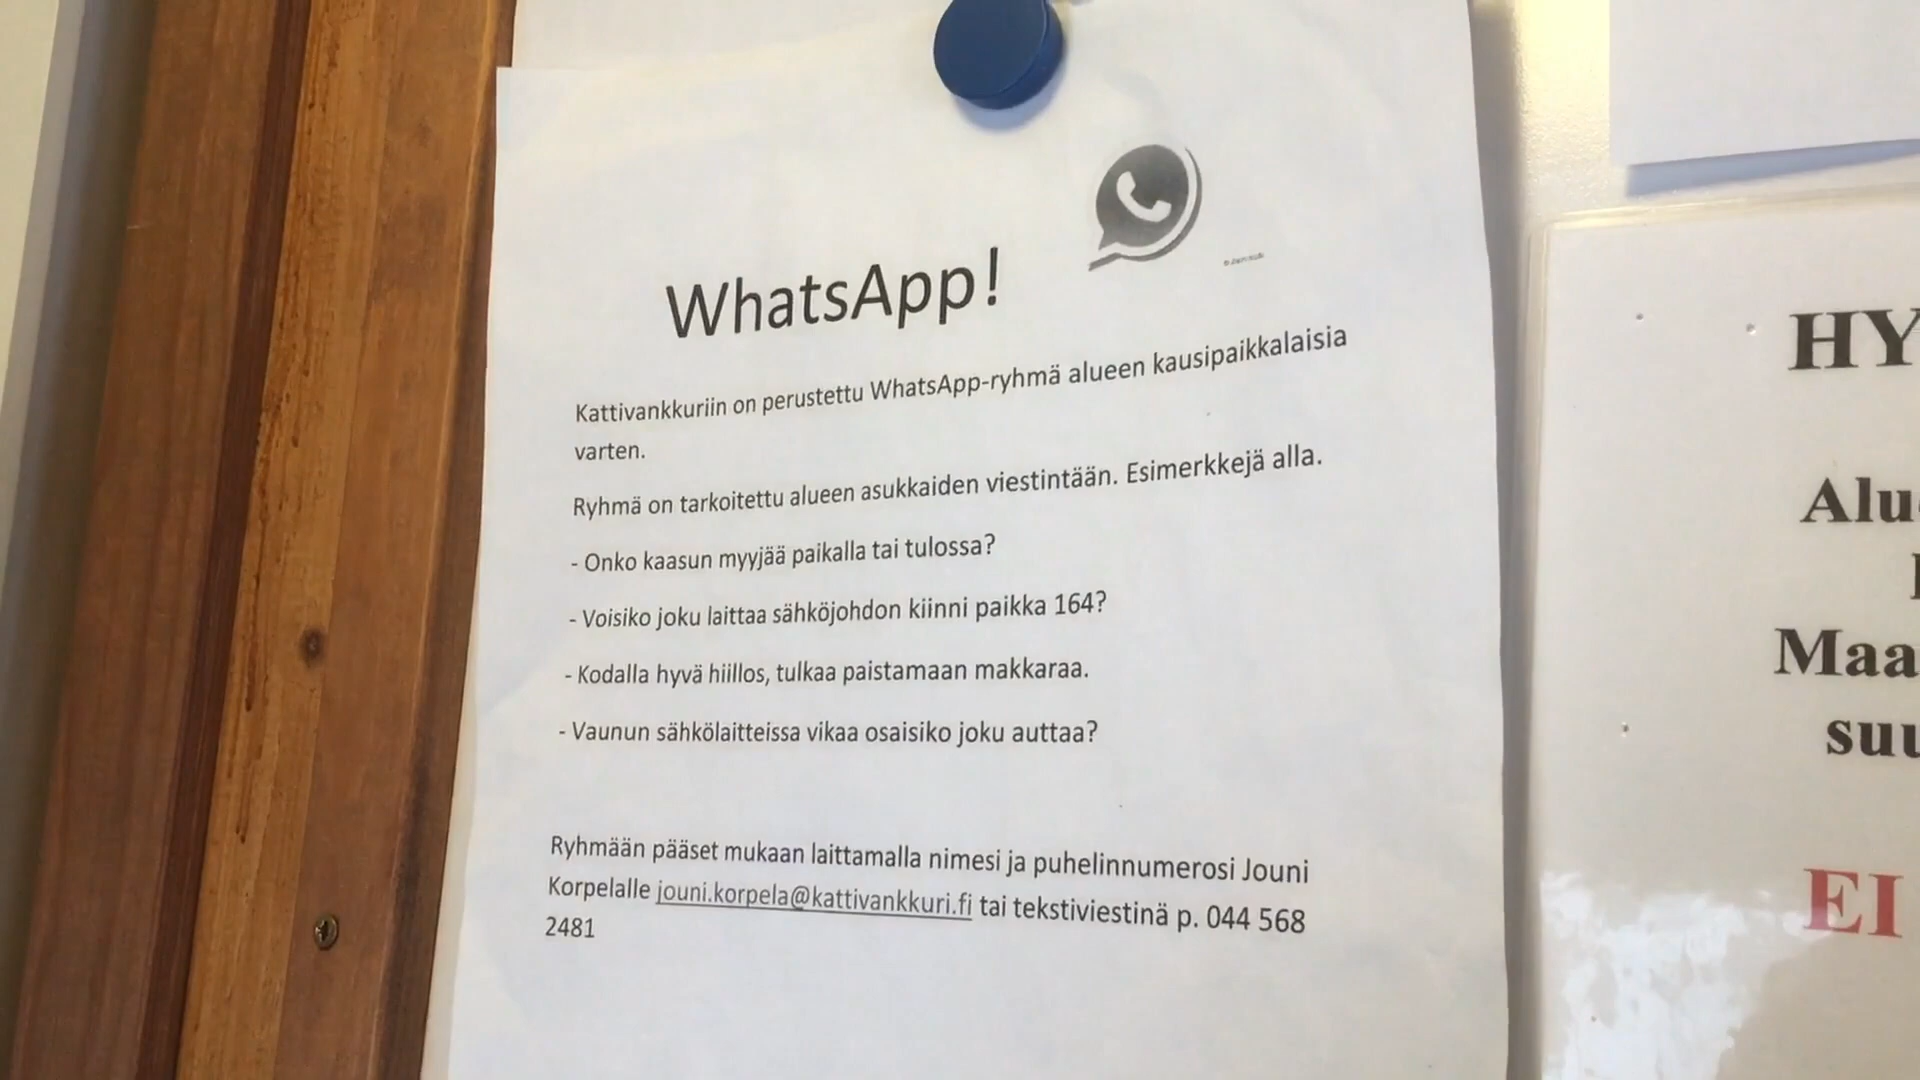 WhatsApp!
Kattivankkuriin on perustettu WhatsApp-ryhmä alueen kausipaikkalaisia
varten.
Ryhmä on tarkoitettu alueen asukkaiden viestintään. Esimerkkejä alla.
- Onko kaasun myyjää paikalla tai tulossa?
- Voisiko joku laittaa sähköjohdon kiinni paikka 164?
- Kodalla hyvä hiillos, tulkaa paistamaan makkaraa.
- Vaunun sähkölaitteissa vikaa osaisiko joku auttaa?
Ryhmään pääset mukaan laittamalla nimesi ja puhelinnumerosi Jouni
Korpelalle jouni.korpela@kattivankkuri.fi tai tekstiviestinä p. 044 568
2481
HY
Alu
Maa
suu
EI